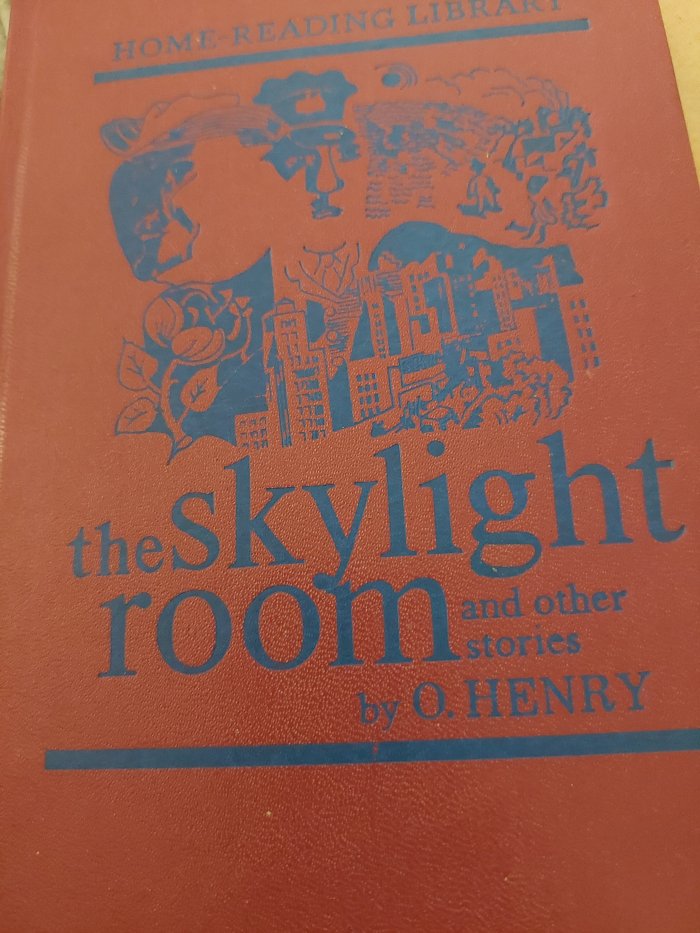 HOME-READING LIBRARY
the skylight
room and other
stories
by O. HENRY